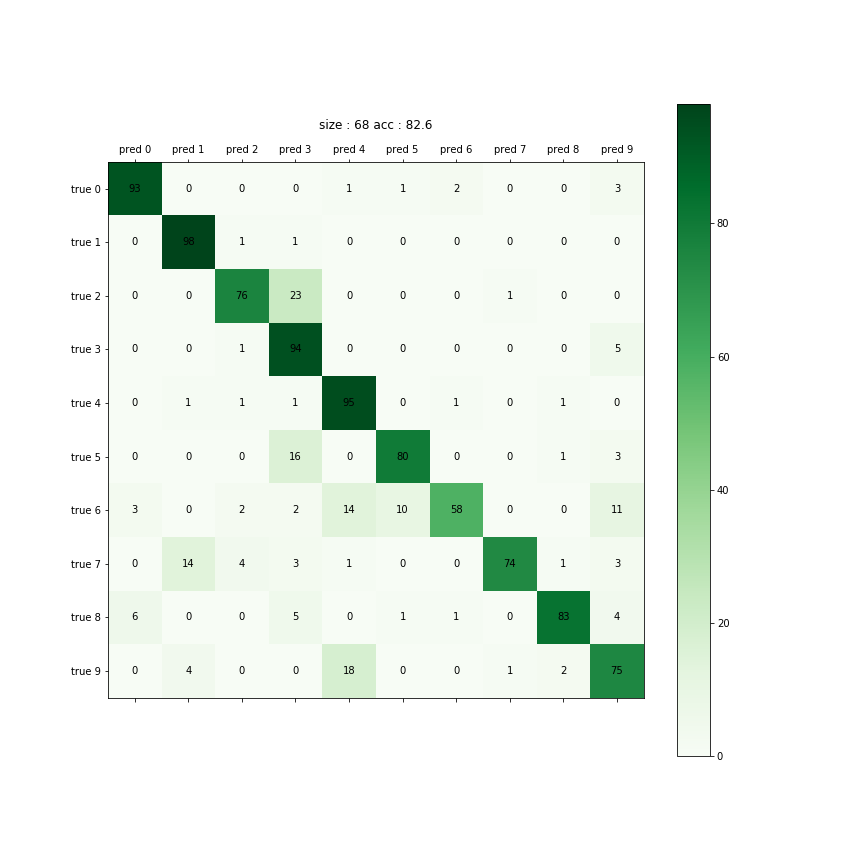 size : 68 acc : 82.6
pred 0 pred 1 pred 2 pred 3 pred 4 pred 5 pred 6 pred 7 pred 8 pred 9
true 0 93 0 0 0 1 1 2 0 0 3
true 1 0 98 1 1 0 0 0 0 0 0
true 2 0 0 76 23 0 0 0 1 0 0
true 3 0 0 1 94 0 0 0 0 0 5
true 4 0 1 1 1 95 0 1 0 1 0
true 5 0 0 0 16 0 80 0 0 1 3
true 6 3 0 2 2 14 10 58 0 0 11
true 7 0 14 4 3 1 0 0 74 1 3
true 8 6 0 0 5 0 1 1 0 83 4
true 9 0 4 0 0 18 0 0 1 2 75
80
60
40
20
0